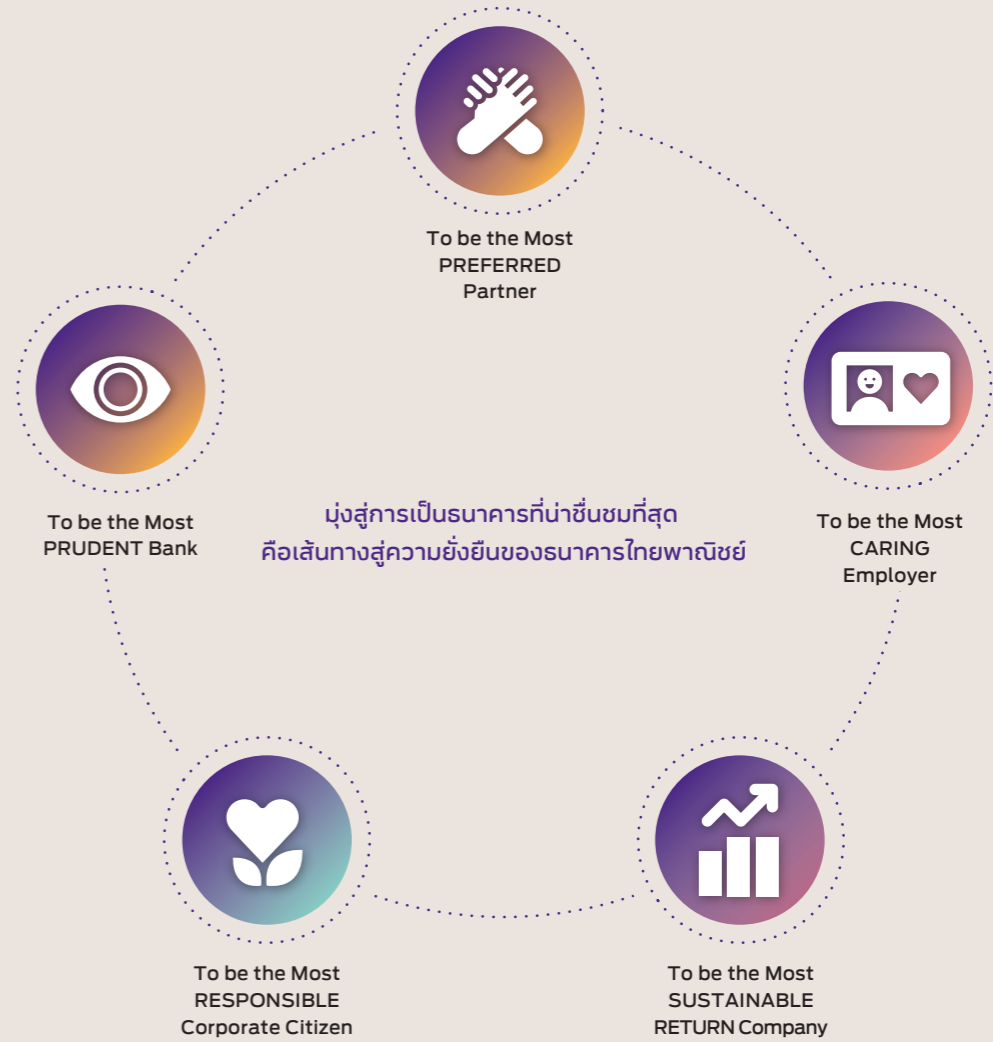 To be the Most
PREFERRED
Partner
To be the Most
PRUDENT Bank
มุ่งสู่การเป็นธนาคารที่น่าชื่นชมที่สุด
คือเส้นทางสู่ความยั่งยืนของธนาคารไทยพาณิชย์
To be the Most
CARING
Employer
To be the Most
RESPONSIBLE
Corporate Citizen
To be the Most
SUSTAINABLE
RETURN Company